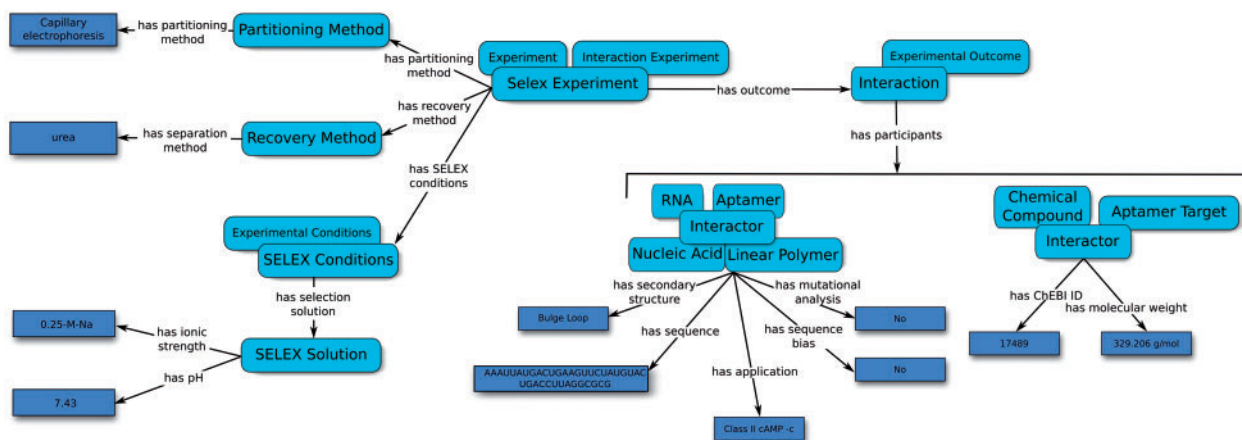 Capillary
electrophoresis
has partitioning
method
Partitioning Method
has partitioning
method
Experiment
Interaction Experiment
Selex Experiment
has outcome
Experimental Outcome
Interaction
has participants
urea
has separation
method
Recovery Method
has recovery
method
has SELEX
conditions
Experimental Conditions
SELEX Conditions
has selection
solution
0.25-M-Na
has ionic
strength
SELEX Solution
has pH
7.43
RNA
Aptamer
Interactor
Nucleic Acid
Linear Polymer
has secondary
structure
Bulge Loop
has sequence
AAAUUAUGACUGAAGUUCUAUGUAC
UGACCUUAGGCGCG
has application
Class II cAMP -c
has mutational
analysis
No
has sequence
bias
No
Chemical
Compound
Aptamer Target
Interactor
has ChEBI ID
17489
has molecular weight
329.206 g/mol